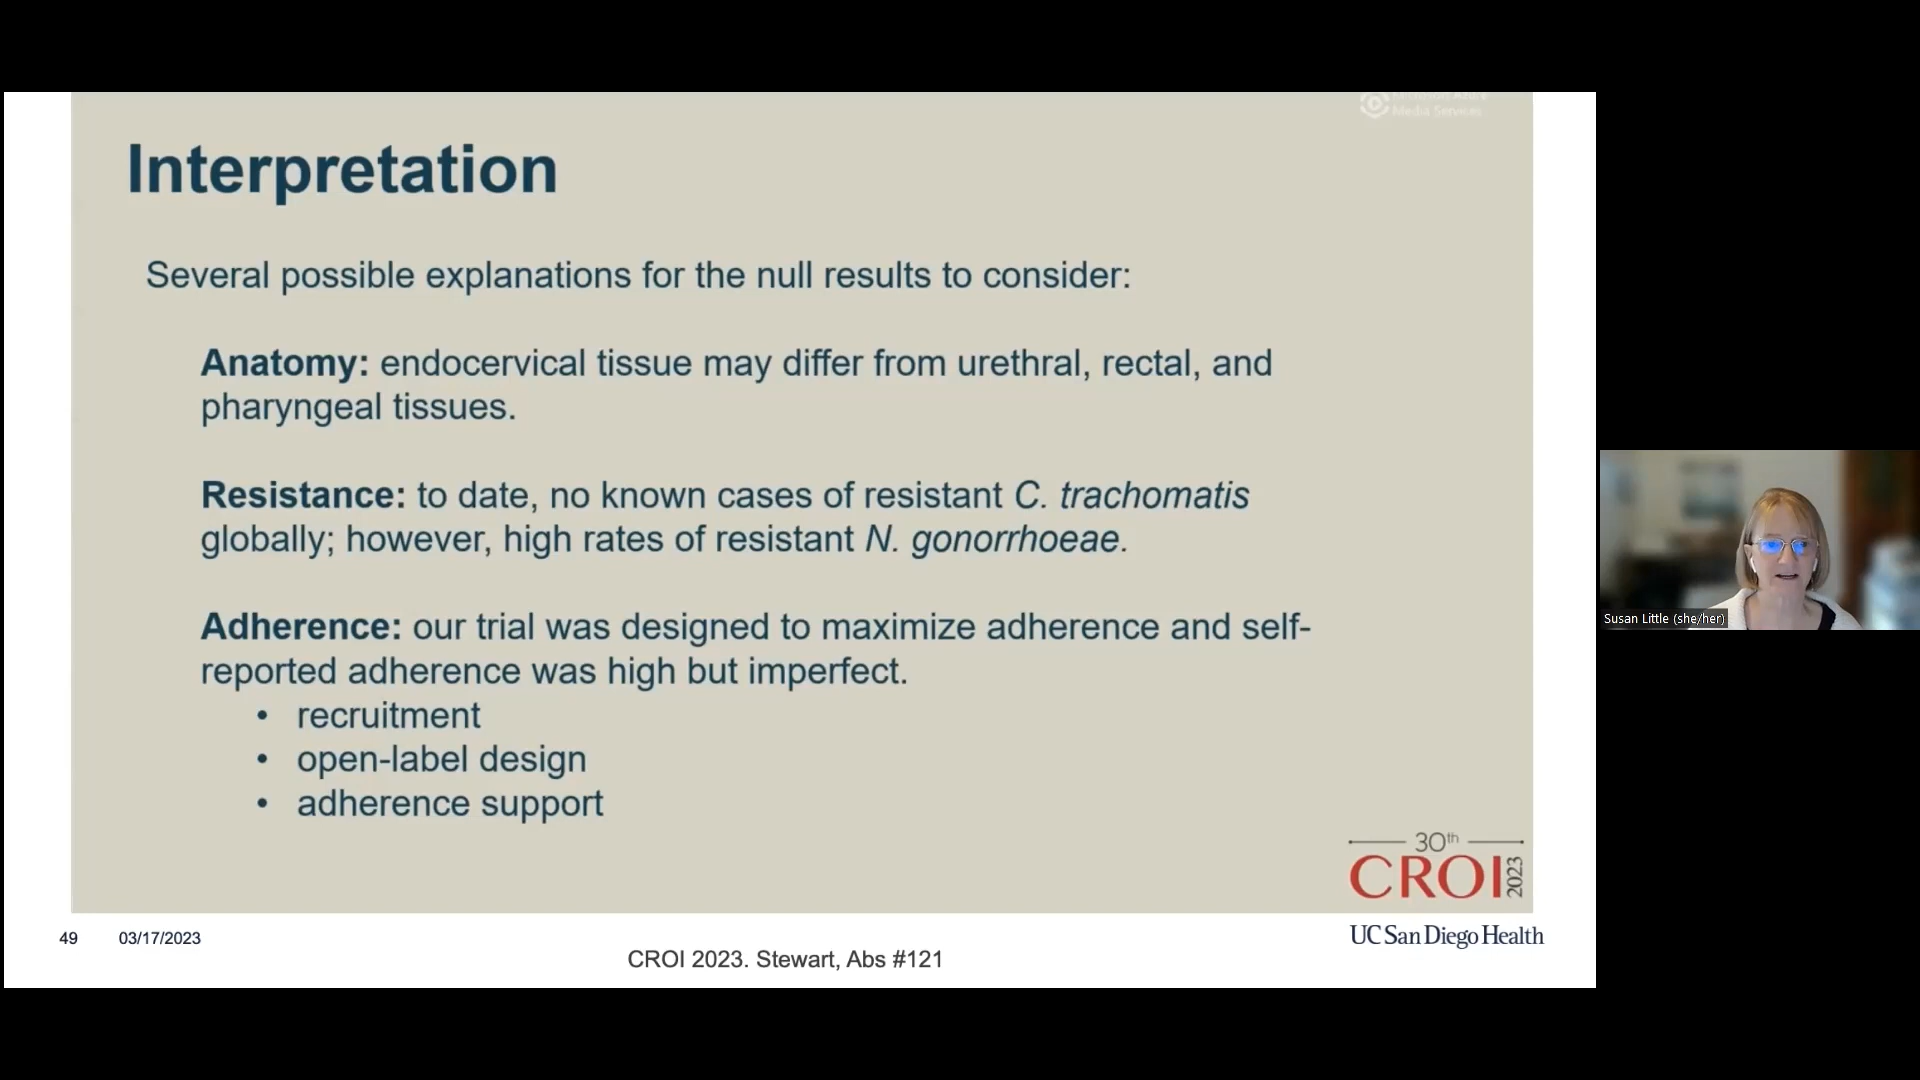 Media Services
Interpretation
Several possible explanations for the null results to consider:
Anatomy: endocervical tissue may differ from urethral, rectal, and
pharyngeal tissues.
Resistance: to date, no known cases of resistant C. trachomatis
globally; however, high rates of resistant N. gonorrhoeae.
Adherence: our trial was designed to maximize adherence and self-
reported adherence was high but imperfect.
• recruitment
• open-label design
• adherence support
30th
CROI 2023
49 03/17/2023
CROI 2023. Stewart, Abs #121
UC San Diego Health
Susan Little (she/her)